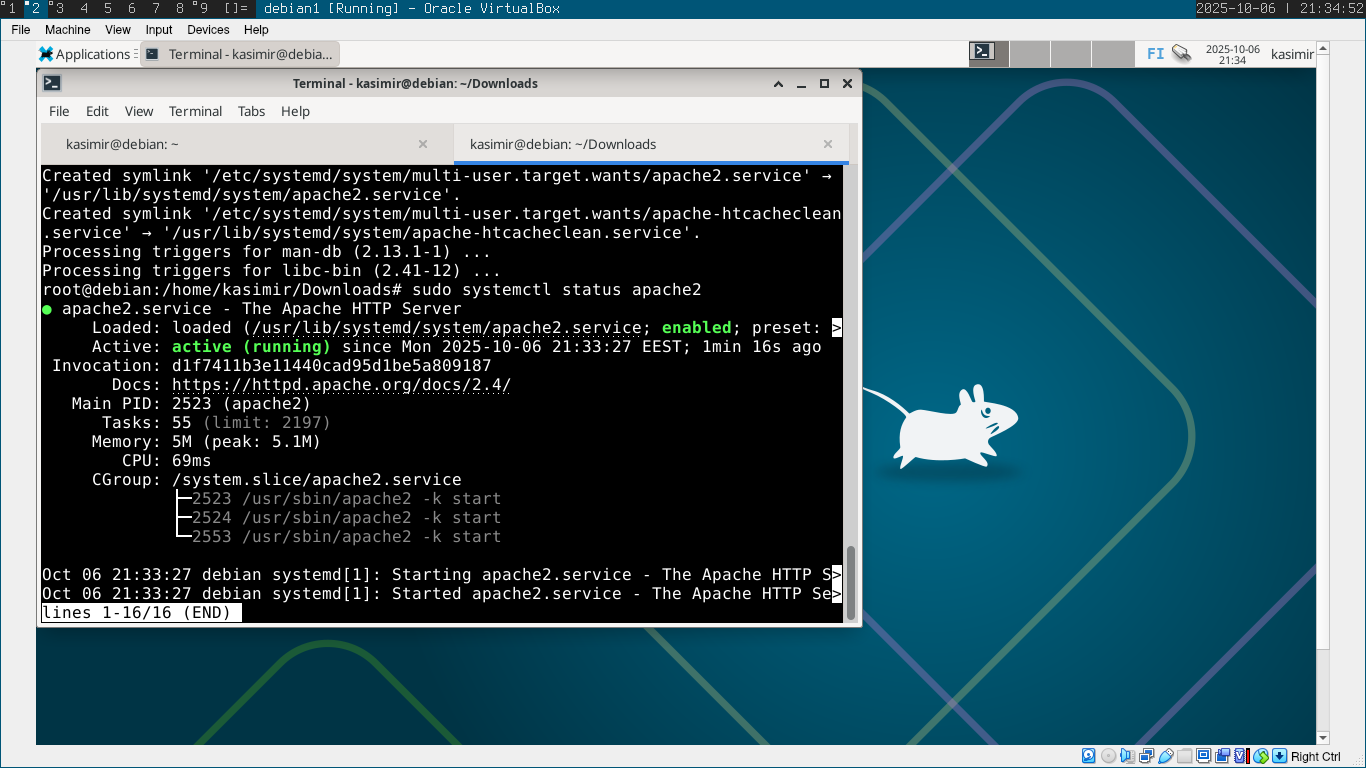 1 2 3 4 5 6 7 8 9 []= debian1 [Running] - Oracle VirtualBox 2025-10-06 | 21:34:52
File Machine View Input Devices Help
Applications Terminal - kasimir@debia... FI 2025-10-06 21:34 kasimir
Terminal - kasimir@debian: ~/Downloads
File Edit View Terminal Tabs Help
kasimir@debian: ~ kasimir@debian: ~/Downloads
Created symlink '/etc/systemd/system/multi-user.target.wants/apache2.service' →
'/usr/lib/systemd/system/apache2.service'.
Created symlink '/etc/systemd/system/multi-user.target.wants/apache-htcacheclean
.service' → '/usr/lib/systemd/system/apache-htcacheclean.service'.
Processing triggers for man-db (2.13.1-1) ...
Processing triggers for libc-bin (2.41-12) ...
root@debian:/home/kasimir/Downloads# sudo systemctl status apache2
● apache2.service - The Apache HTTP Server
Loaded: loaded (/usr/lib/systemd/system/apache2.service; enabled; preset: >
Active: active (running) since Mon 2025-10-06 21:33:27 EEST; 1min 16s ago
Invocation: d1f7411b3e11440cad95d1be5a809187
Docs: https://httpd.apache.org/docs/2.4/
Main PID: 2523 (apache2)
Tasks: 55 (limit: 2197)
Memory: 5M (peak: 5.1M)
CPU: 69ms
CGroup: /system.slice/apache2.service
├─2523 /usr/sbin/apache2 -k start
├─2524 /usr/sbin/apache2 -k start
└─2553 /usr/sbin/apache2 -k start
Oct 06 21:33:27 debian systemd[1]: Starting apache2.service - The Apache HTTP S>
Oct 06 21:33:27 debian systemd[1]: Started apache2.service - The Apache HTTP Se>
lines 1-16/16 (END)
Right Ctrl